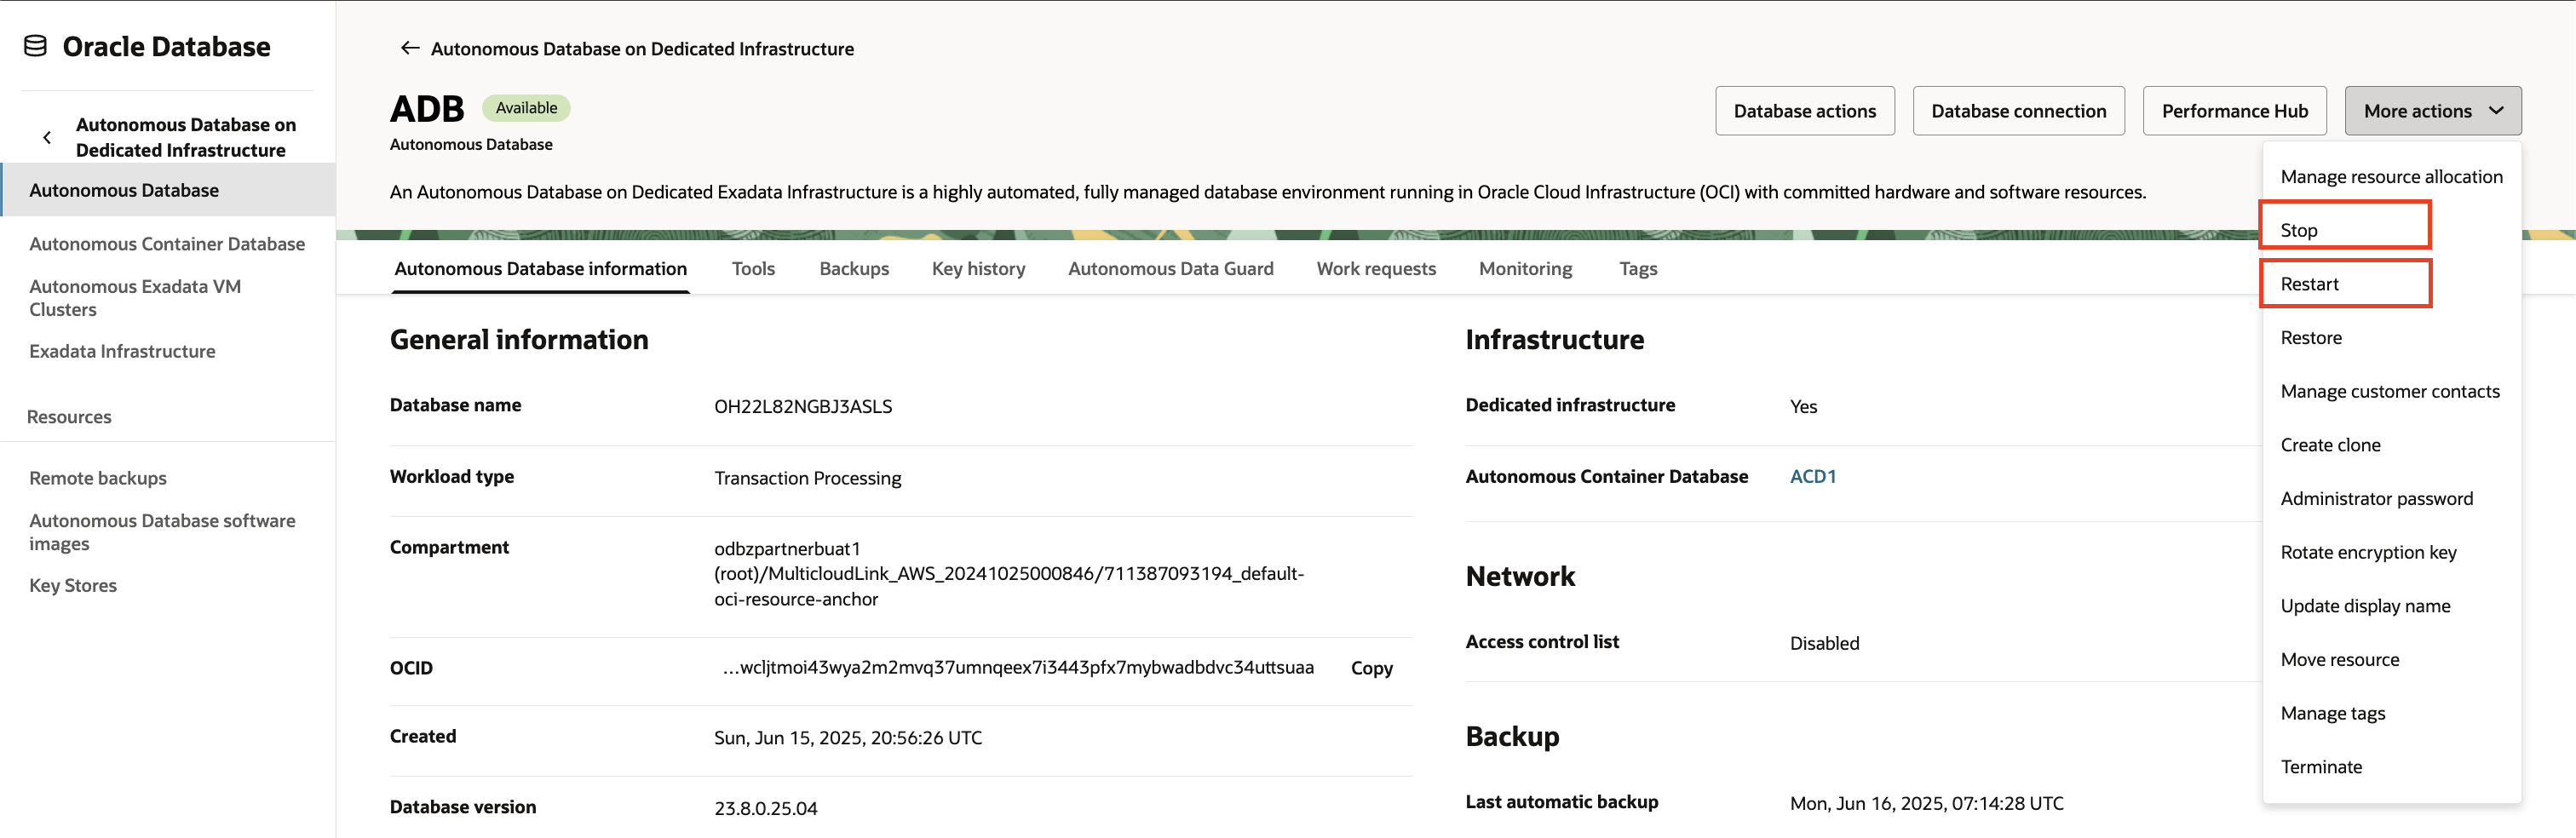 Oracle Database
Autonomous Database on
Dedicated Infrastructure
Autonomous Database
Autonomous Container Database
Autonomous Exadata VM
Clusters
Exadata Infrastructure
Resources
Remote backups
Autonomous Database software
images
Key Stores
Autonomous Database on Dedicated Infrastructure
ADB
Available
Autonomous Database
Database actions
Database connection
Performance Hub
More actions
An Autonomous Database on Dedicated Exadata Infrastructure is a highly automated, fully managed database environment running in Oracle Cloud Infrastructure (OCI) with committed hardware and software resources.
Manage resource allocation
Stop
Restart
Restore
Manage customer contacts
Create clone
Administrator password
Rotate encryption key
Update display name
Move resource
Manage tags
Terminate
Autonomous Database information
Tools
Backups
Key history
Autonomous Data Guard
Work requests
Monitoring
Tags
General information
Database name
OH22L82NGBJ3ASLS
Workload type
Transaction Processing
Compartment
odbzpartnerbuat1
(root)/MulticloudLink_AWS_20241025000846/711387093194_default-
oci-resource-anchor
OCID
...wcljtmoi43wya2m2mvq37umnqeex7i3443pfx7mybwadbdvc34uttsuaa
Copy
Created
Sun, Jun 15, 2025, 20:56:26 UTC
Database version
23.8.0.25.04
Infrastructure
Dedicated infrastructure
Yes
Autonomous Container Database
ACD1
Network
Access control list
Disabled
Backup
Last automatic backup
Mon, Jun 16, 2025, 07:14:28 UTC